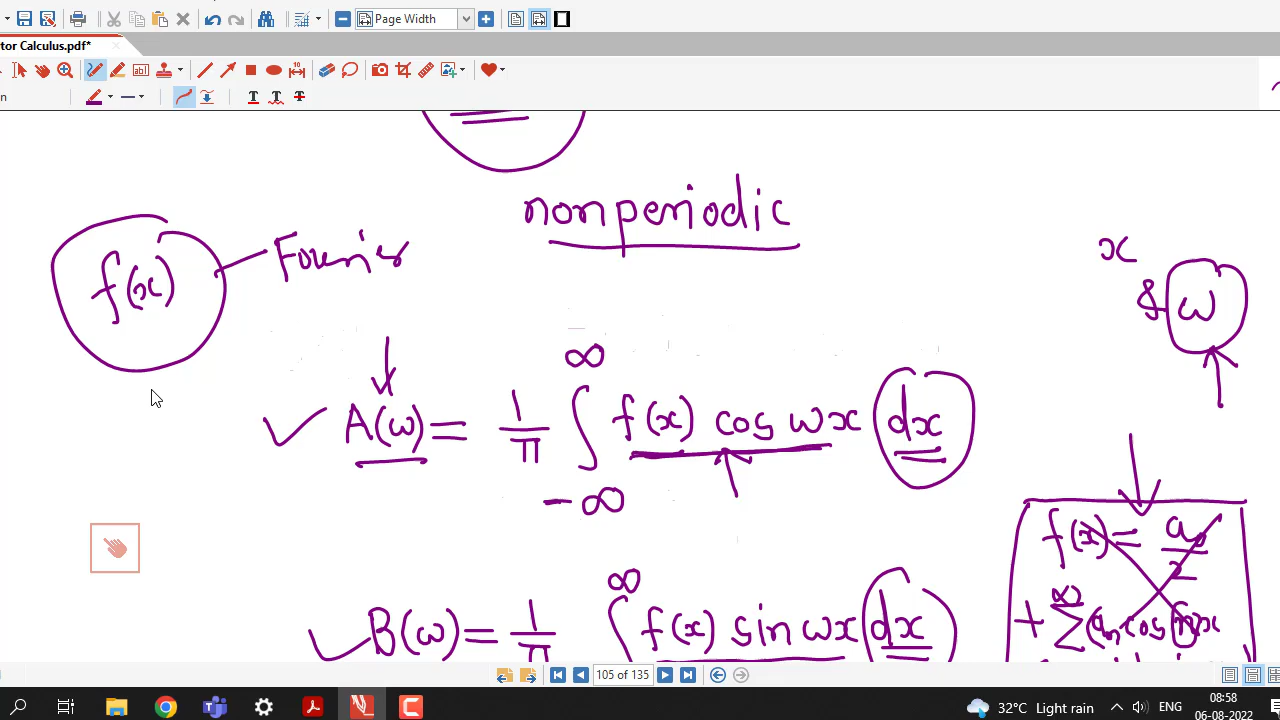 Page Width
tor Calculus.pdf*
nonperiodic
f(x)
Fourier
x
& ω
A(ω) = 1/π ∫_{-∞}^{∞} f(x) cos ωx dx
f(x) = a₀/2
B(ω) = 1/π ∫^{∞} f(x) sin ωx dx
+ Σ^{∞} (aₙ cos nx
105 of 135
32°C Light rain
ENG
08:58
06-08-2022